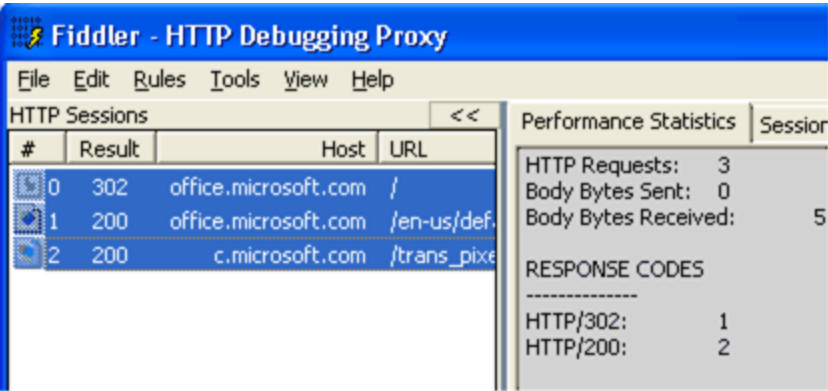 Fiddler - HTTP Debugging Proxy
File Edit Rules Tools View Help
HTTP Sessions <<
# Result Host URL
0 302 office.microsoft.com /
1 200 office.microsoft.com /en-us/def
2 200 c.microsoft.com /trans_pixe
Performance Statistics Session
HTTP Requests: 3
Body Bytes Sent: 0
Body Bytes Received: 5
RESPONSE CODES
--------------
HTTP/302: 1
HTTP/200: 2